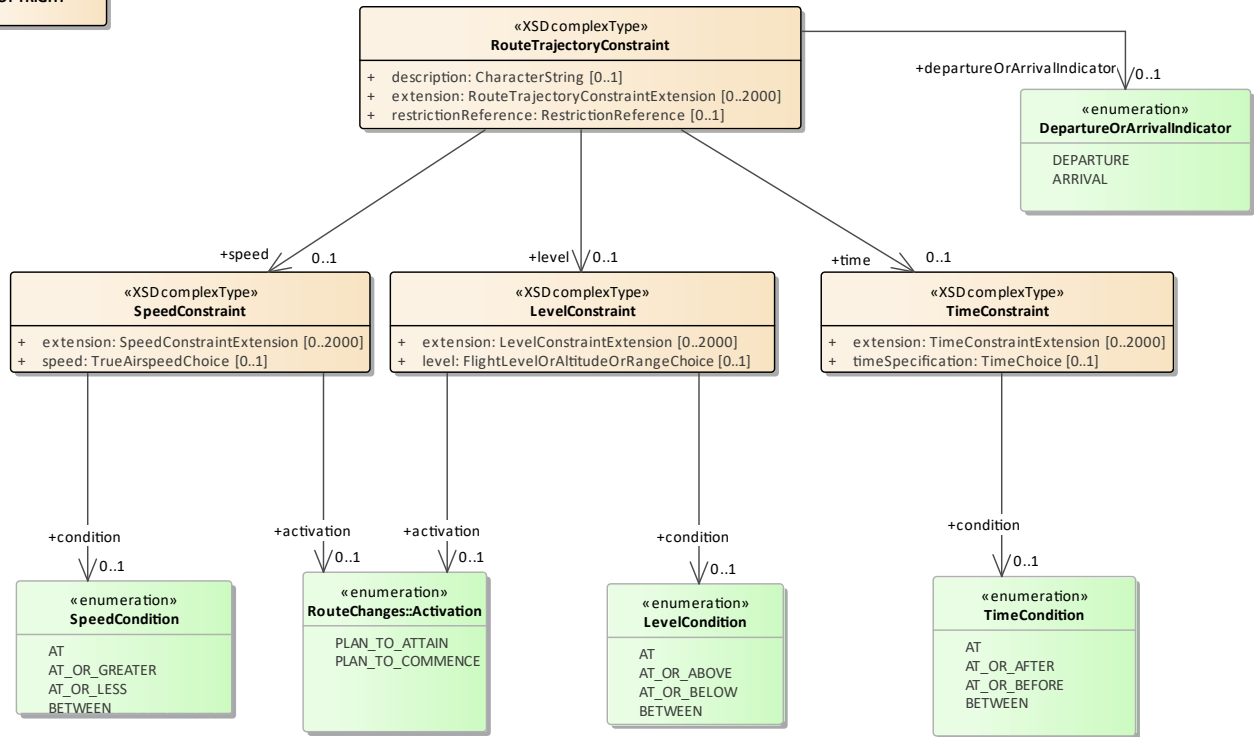 «XSDcomplexType»
RouteTrajectoryConstraint
+ description: CharacterString [0..1]
+ extension: RouteTrajectoryConstraintExtension [0..2000]
+ restrictionReference: RestrictionReference [0..1]
+departureOrArrivalIndicator
0..1
«enumeration»
DepartureOrArrivalIndicator
DEPARTURE
ARRIVAL
+speed
0..1
+level
0..1
+time
0..1
«XSDcomplexType»
SpeedConstraint
+ extension: SpeedConstraintExtension [0..2000]
+ speed: TrueAirspeedChoice [0..1]
«XSDcomplexType»
LevelConstraint
+ extension: LevelConstraintExtension [0..2000]
+ level: FlightLevelOrAltitudeOrRangeChoice [0..1]
«XSDcomplexType»
TimeConstraint
+ extension: TimeConstraintExtension [0..2000]
+ timeSpecification: TimeChoice [0..1]
+condition
0..1
+activation
0..1
+activation
0..1
+condition
0..1
+condition
0..1
«enumeration»
SpeedCondition
AT
AT_OR_GREATER
AT_OR_LESS
BETWEEN
«enumeration»
RouteChanges::Activation
PLAN_TO_ATTAIN
PLAN_TO_COMMENCE
«enumeration»
LevelCondition
AT
AT_OR_ABOVE
AT_OR_BELOW
BETWEEN
«enumeration»
TimeCondition
AT
AT_OR_AFTER
AT_OR_BEFORE
BETWEEN